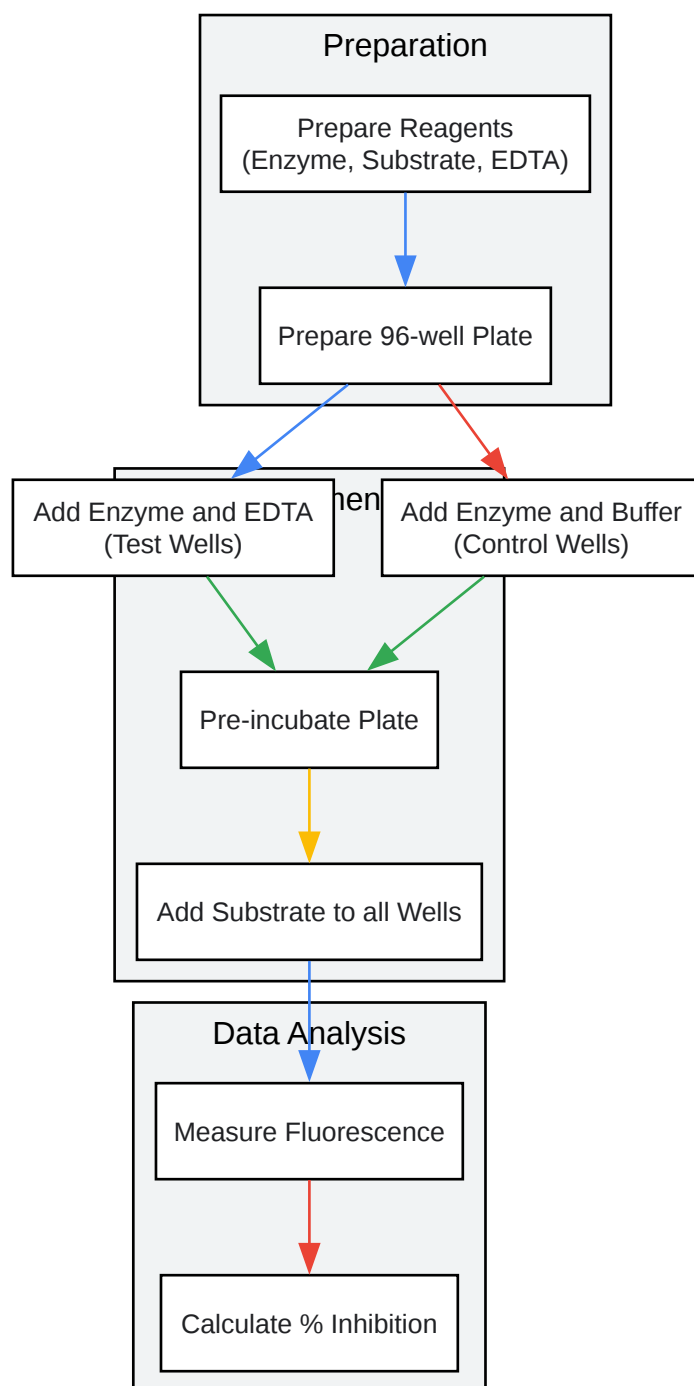 Preparation
Prepare Reagents
(Enzyme, Substrate, EDTA)
Prepare 96-well Plate
Add Enzyme and EDTA
(Test Wells)
Add Enzyme and Buffer
(Control Wells)
Pre-incubate Plate
Add Substrate to all Wells
Data Analysis
Measure Fluorescence
Calculate % Inhibition